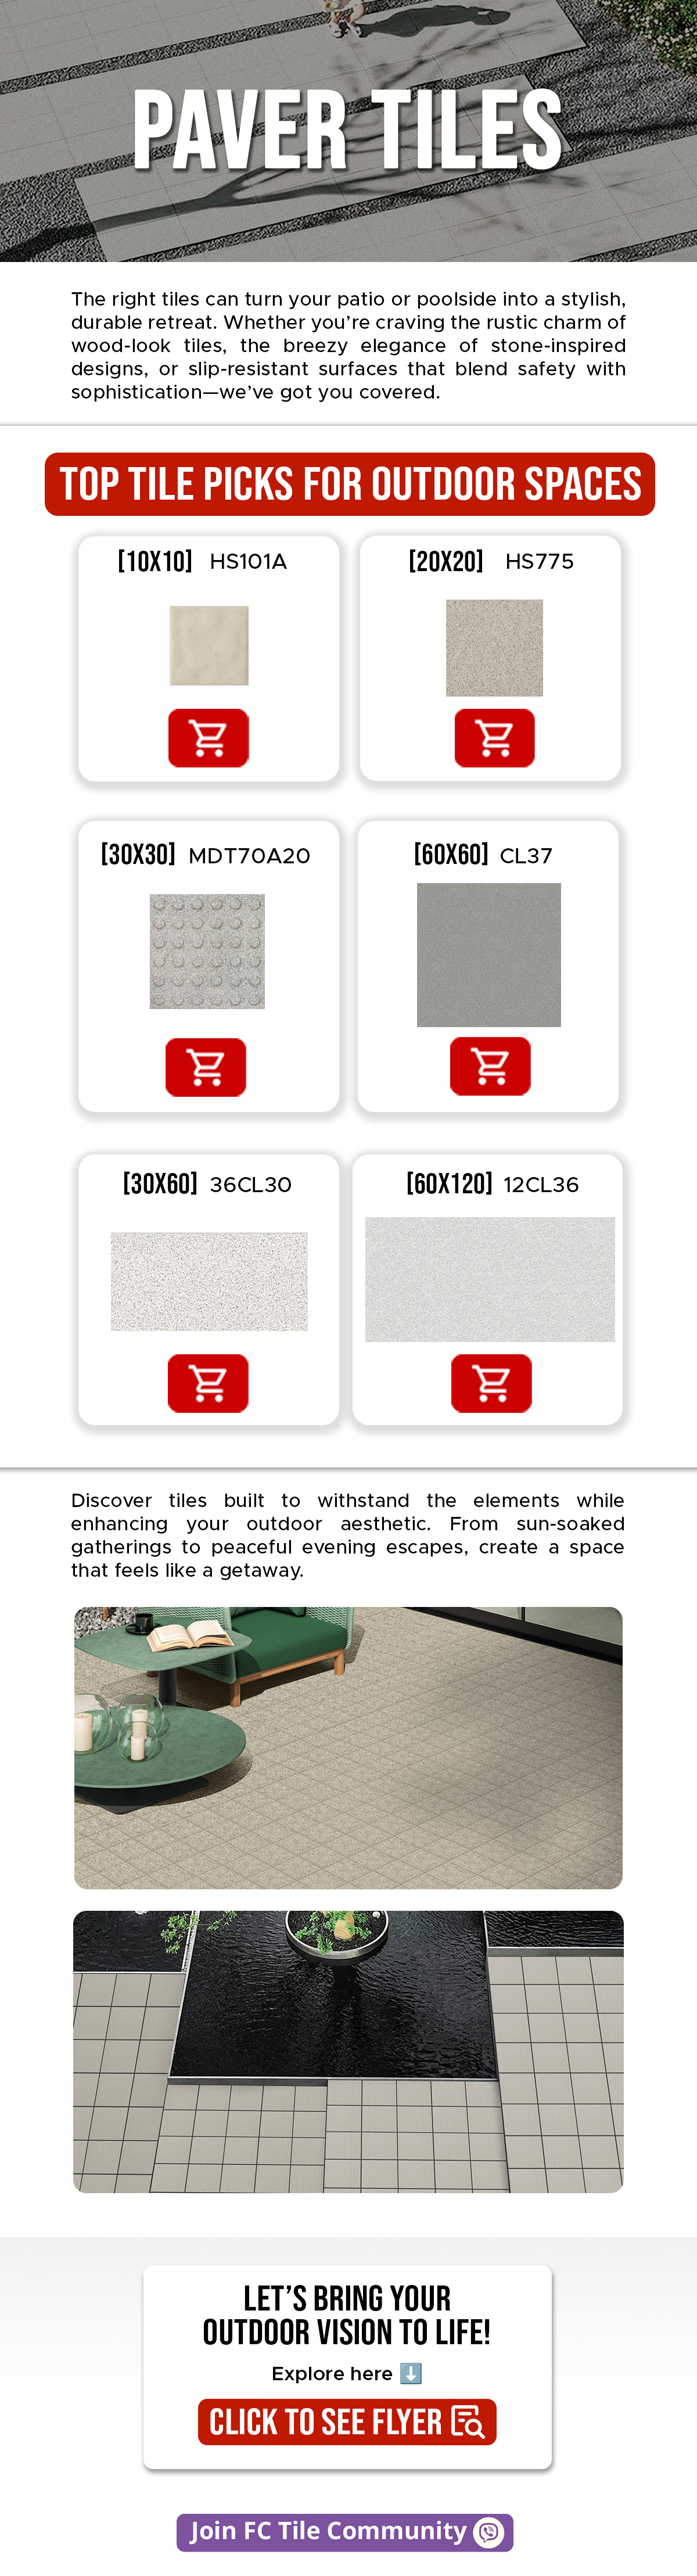 PAVER TILES
The right tiles can turn your patio or poolside into a stylish,
durable retreat. Whether you’re craving the rustic charm of
wood-look tiles, the breezy elegance of stone-inspired
designs, or slip-resistant surfaces that blend safety with
sophistication—we’ve got you covered.
TOP TILE PICKS FOR OUTDOOR SPACES
[10X10] HS101A
[20X20] HS775
[30X30] MDT70A20
[60X60] CL37
[30X60] 36CL30
[60X120] 12CL36
Discover tiles built to withstand the elements while
enhancing your outdoor aesthetic. From sun-soaked
gatherings to peaceful evening escapes, create a space
that feels like a getaway.
LET’S BRING YOUR
OUTDOOR VISION TO LIFE!
Explore here ⬇️
CLICK TO SEE FLYER
Join FC Tile Community